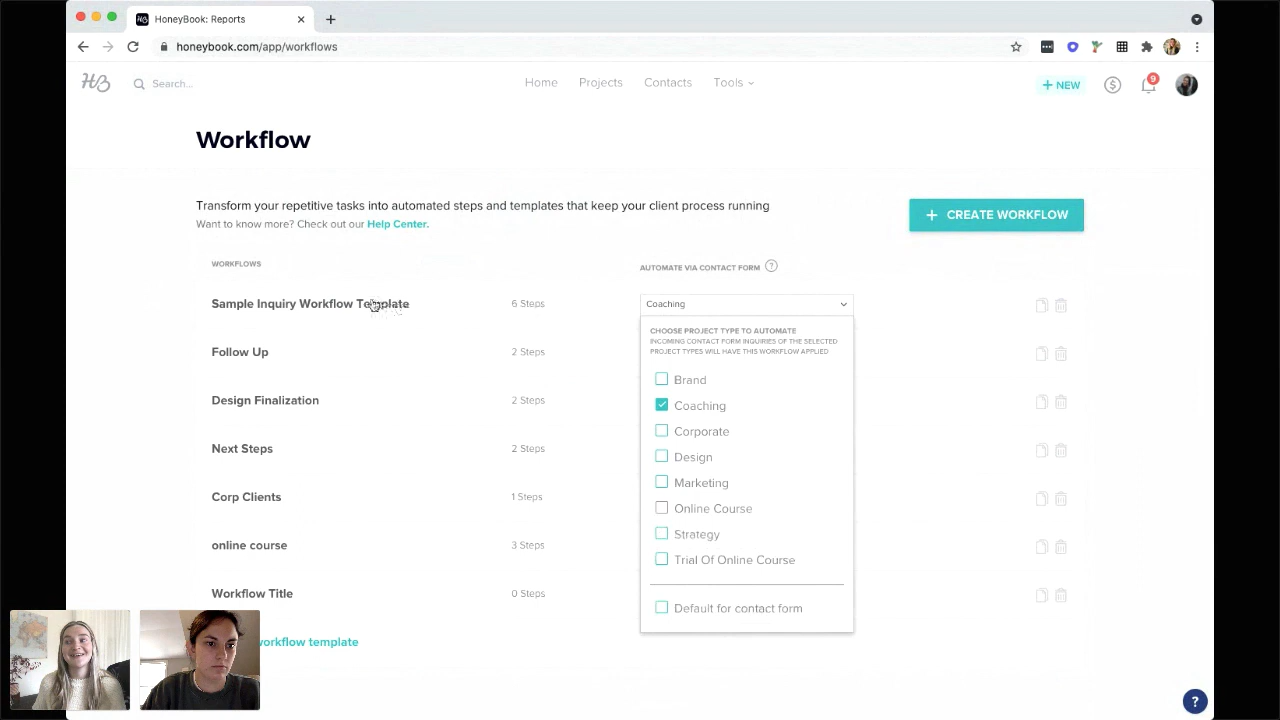 HoneyBook: Reports
honeybook.com/app/workflows
HB
Search...
Home
Projects
Contacts
Tools
+ NEW
9
Workflow
Transform your repetitive tasks into automated steps and templates that keep your client process running
Want to know more? Check out our Help Center.
+ CREATE WORKFLOW
WORKFLOWS
AUTOMATE VIA CONTACT FORM ?
Sample Inquiry Workflow Template
6 Steps
Coaching
CHOOSE PROJECT TYPE TO AUTOMATE
INCOMING CONTACT FORM INQUIRIES OF THE SELECTED
PROJECT TYPES WILL HAVE THIS WORKFLOW APPLIED
Follow Up
2 Steps
Brand
Design Finalization
2 Steps
Coaching
Corporate
Next Steps
2 Steps
Design
Marketing
Corp Clients
1 Steps
Online Course
Strategy
online course
3 Steps
Trial Of Online Course
Workflow Title
0 Steps
Default for contact form
workflow template
?